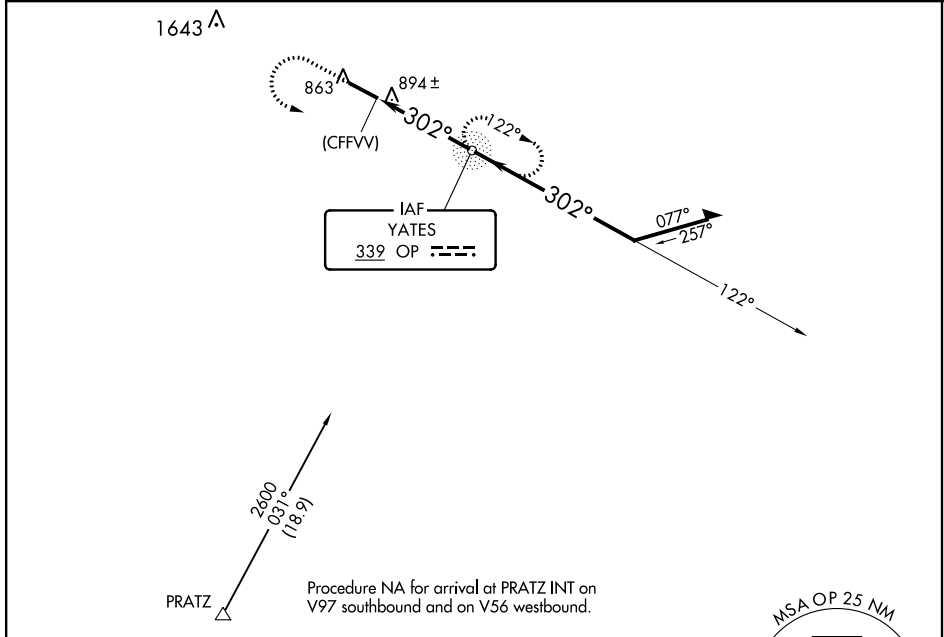 1643
863
894 ±
(CFFVV)
302°
122°
302°
IAF
YATES
339 OP
077°
257°
122°
2600
031°
(18.9)
PRATZ
Procedure NA for arrival at PRATZ INT on
V97 southbound and on V56 westbound.
MSA OP 25 NM